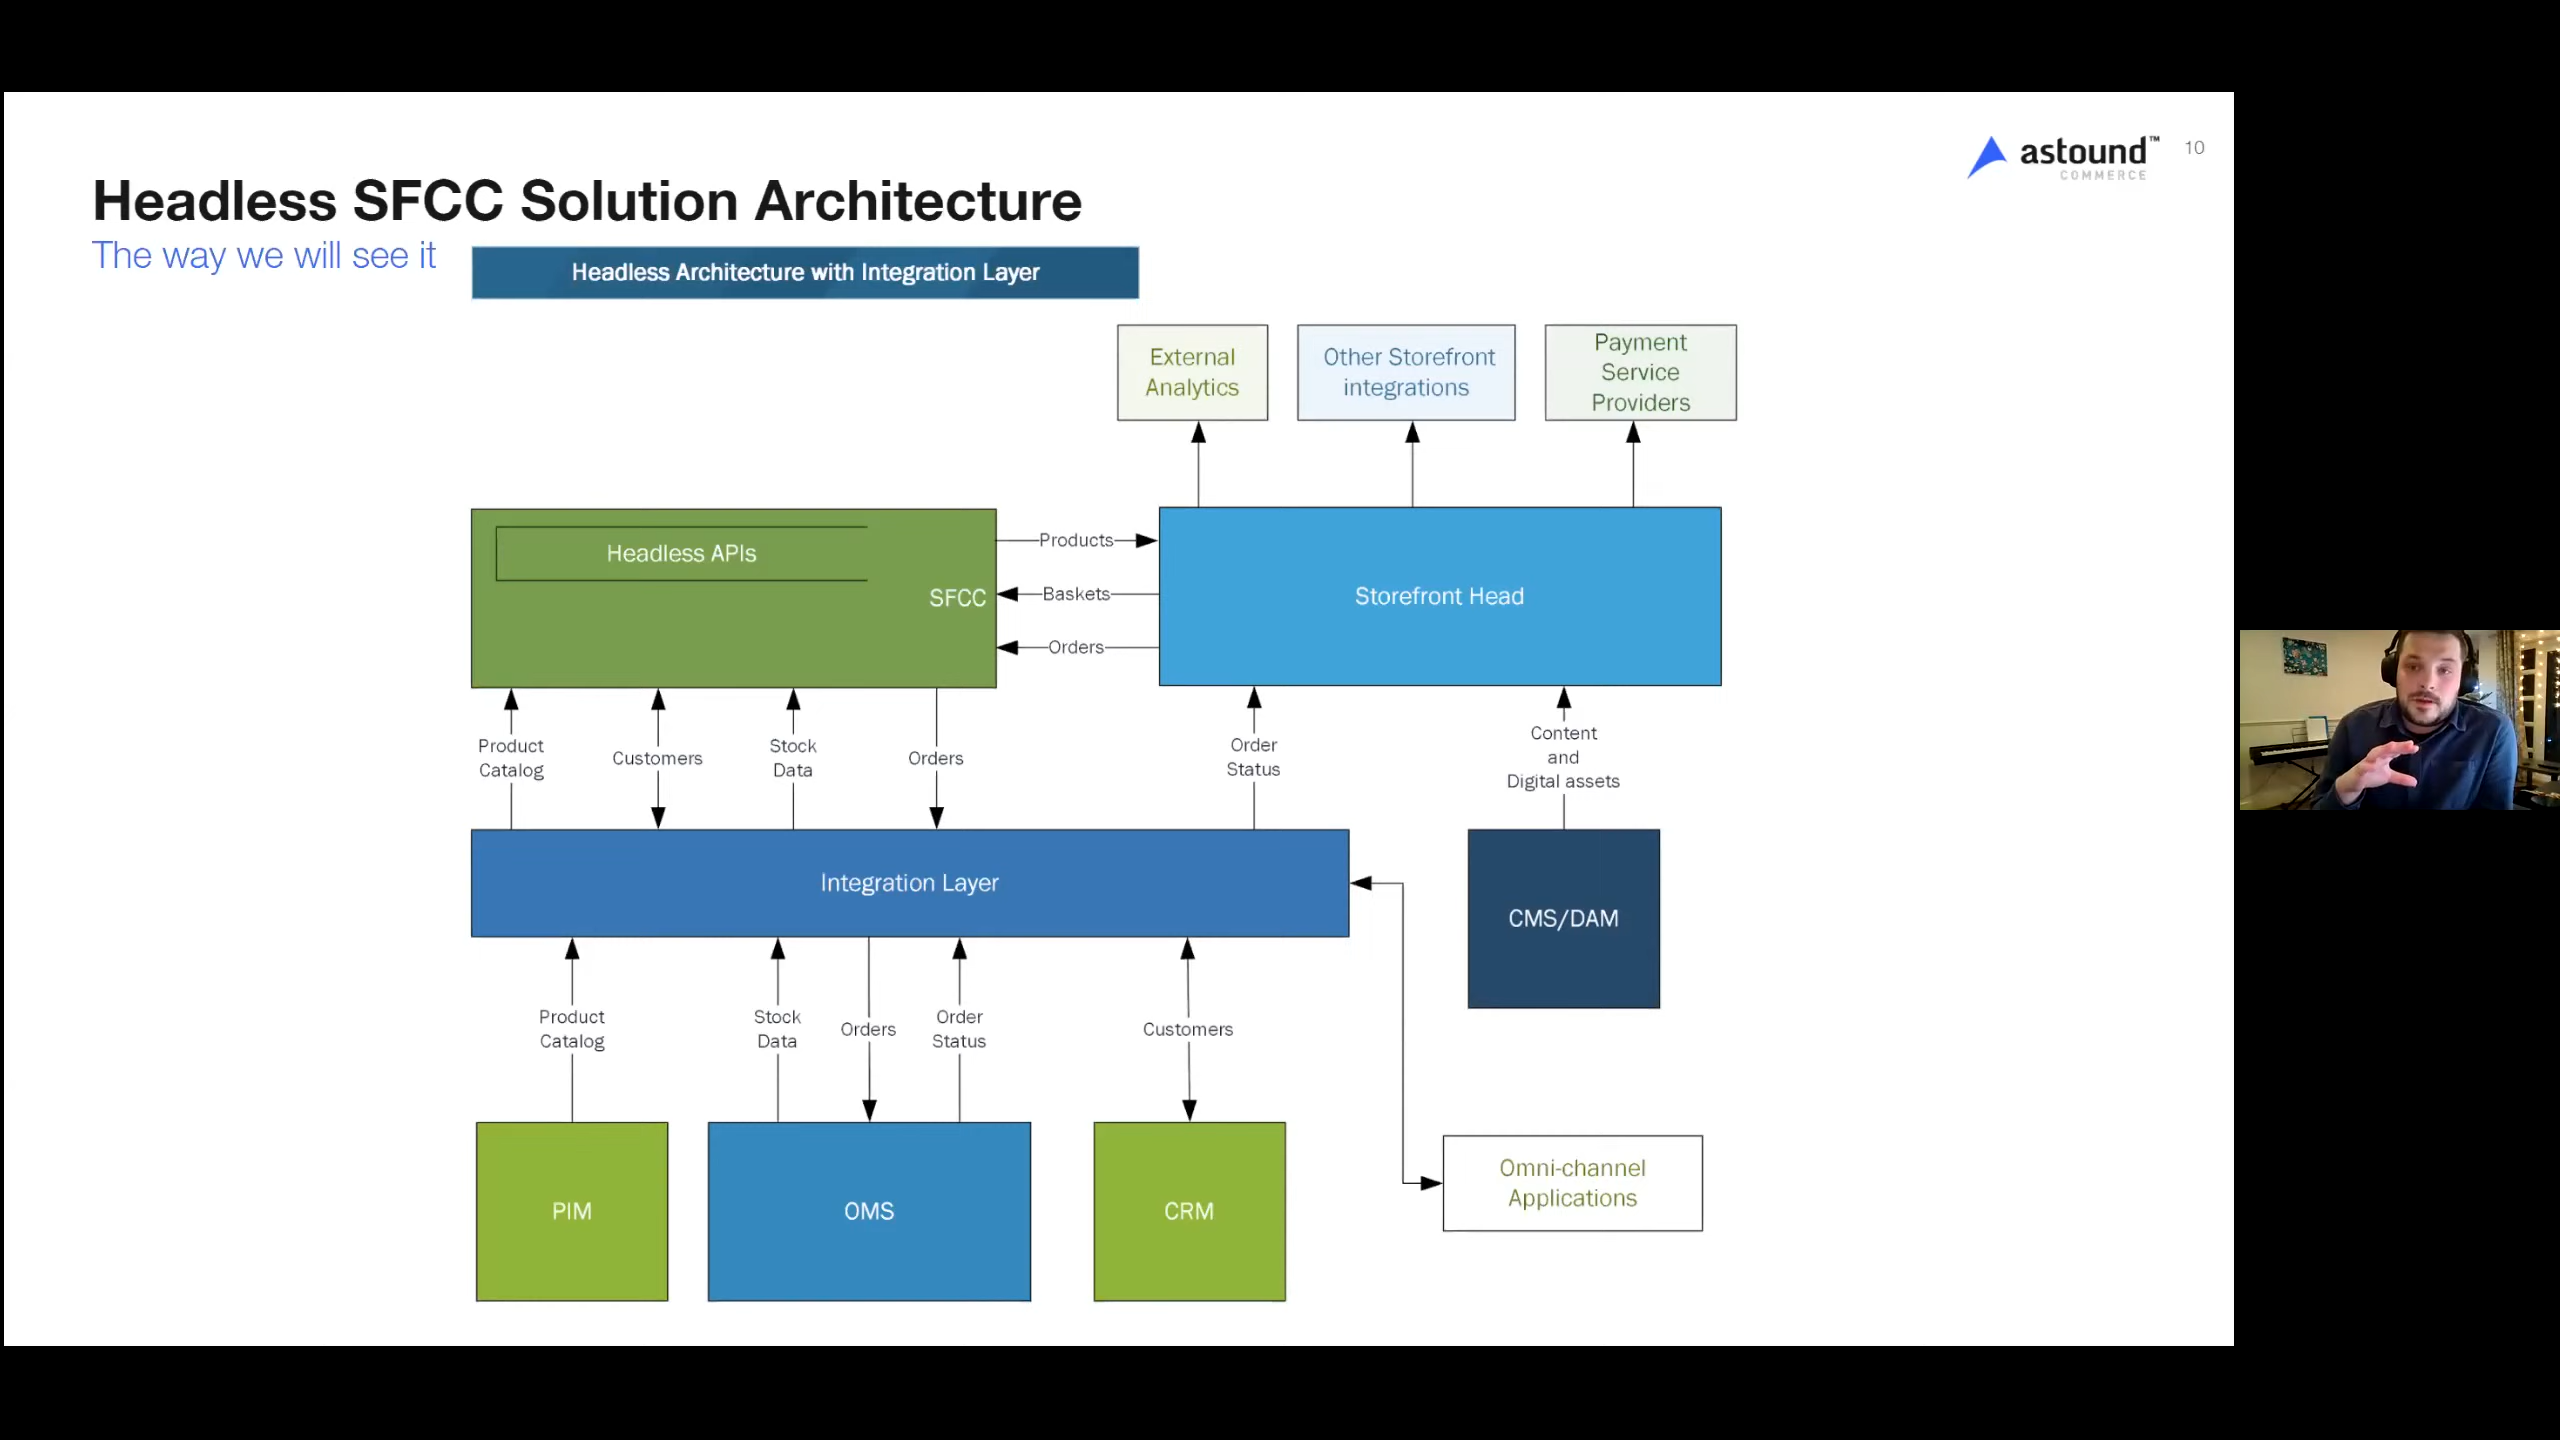 astound™
COMMERCE
10
Headless SFCC Solution Architecture
The way we will see it
Headless Architecture with Integration Layer
External
Analytics
Other Storefront
integrations
Payment
Service
Providers
Headless APIs
SFCC
Products
Baskets
Orders
Storefront Head
Product
Catalog
Customers
Stock
Data
Orders
Order
Status
Content
and
Digital assets
Integration Layer
CMS/DAM
Product
Catalog
Stock
Data
Orders
Order
Status
Customers
PIM
OMS
CRM
Omni-channel
Applications